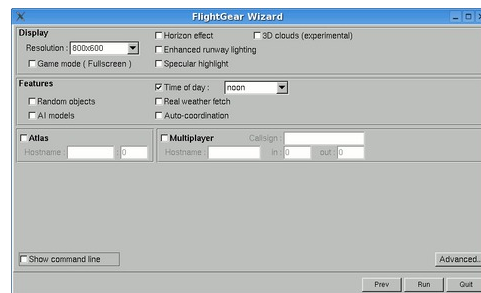 FlightGear Wizard
Display
Horizon effect
3D clouds (experimental)
Resolution : 800x600
Enhanced runway lighting
Game mode ( Fullscreen )
Specular highlight
Features
Time of day : noon
Random objects
Real weather fetch
AI models
Auto-coordination
Atlas
Multiplayer
Callsign :
Hostname : : 0
Hostname : in : 0 out : 0
Show command line
Advanced...
Prev
Run
Quit